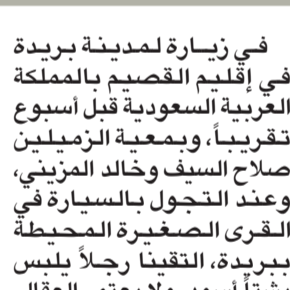 في زيارة لمدينة بريدة
في إقليم القصيم بالمملكة
العربية السعودية قبل أسبوع
تقريباً، وبمعية الزميلين
صلاح السيف وخالد المزيني،
وعند التجول بالسيارة في
القرى الصغيرة المحيطة
ببريدة، التقينا رجلاً يلبس